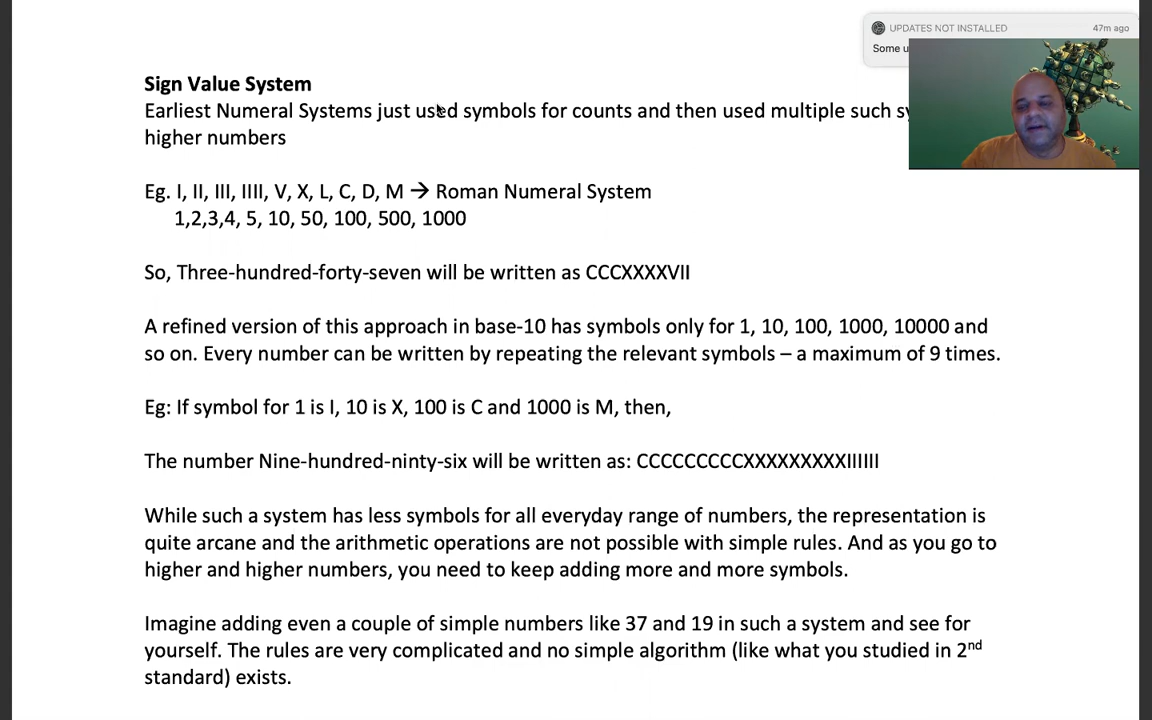 UPDATES NOT INSTALLED 47m ago
Some u
Sign Value System
Earliest Numeral Systems just used symbols for counts and then used multiple such
higher numbers
Eg. I, II, III, IIII, V, X, L, C, D, M → Roman Numeral System
1,2,3,4, 5, 10, 50, 100, 500, 1000
So, Three-hundred-forty-seven will be written as CCCXXXXVII
A refined version of this approach in base-10 has symbols only for 1, 10, 100, 1000, 10000 and
so on. Every number can be written by repeating the relevant symbols – a maximum of 9 times.
Eg: If symbol for 1 is I, 10 is X, 100 is C and 1000 is M, then,
The number Nine-hundred-ninty-six will be written as: CCCCCCCCCXXXXXXXXXIIIIII
While such a system has less symbols for all everyday range of numbers, the representation is
quite arcane and the arithmetic operations are not possible with simple rules. And as you go to
higher and higher numbers, you need to keep adding more and more symbols.
Imagine adding even a couple of simple numbers like 37 and 19 in such a system and see for
yourself. The rules are very complicated and no simple algorithm (like what you studied in 2nd
standard) exists.